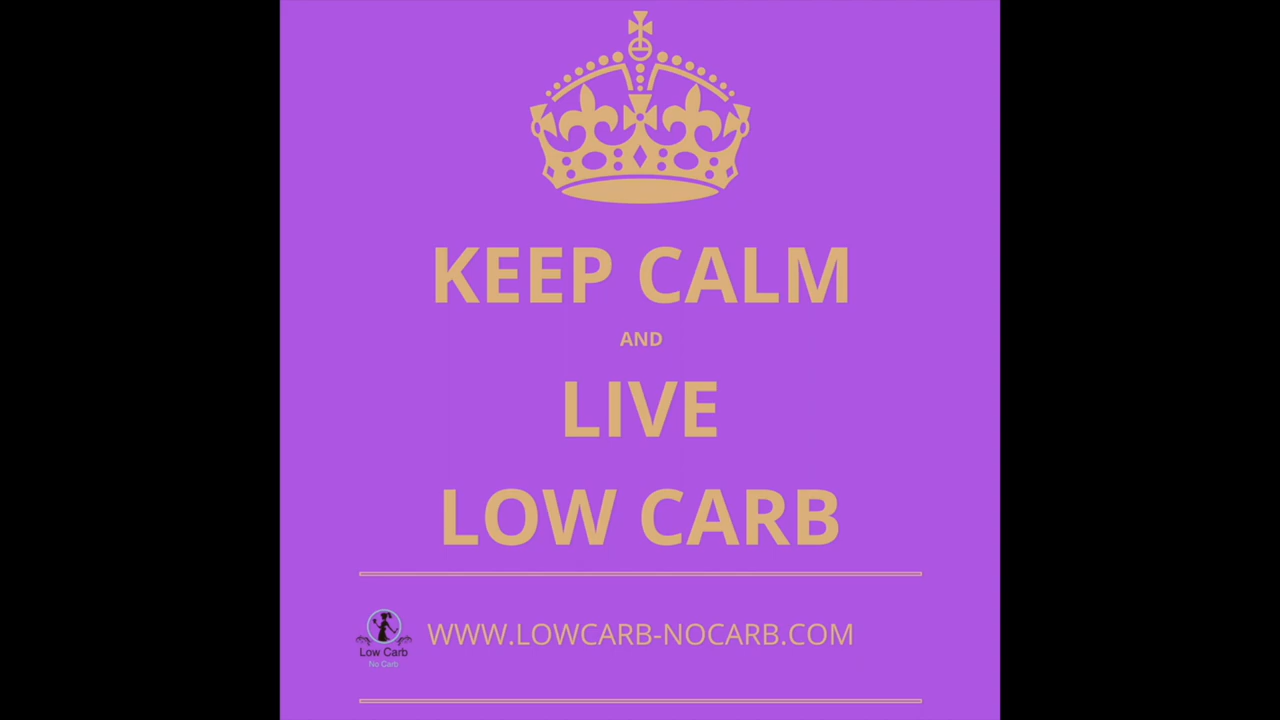 KEEP CALM
AND
LIVE
LOW CARB
WWW.LOWCARB-NOCARB.COM
Low Carb
No Carb